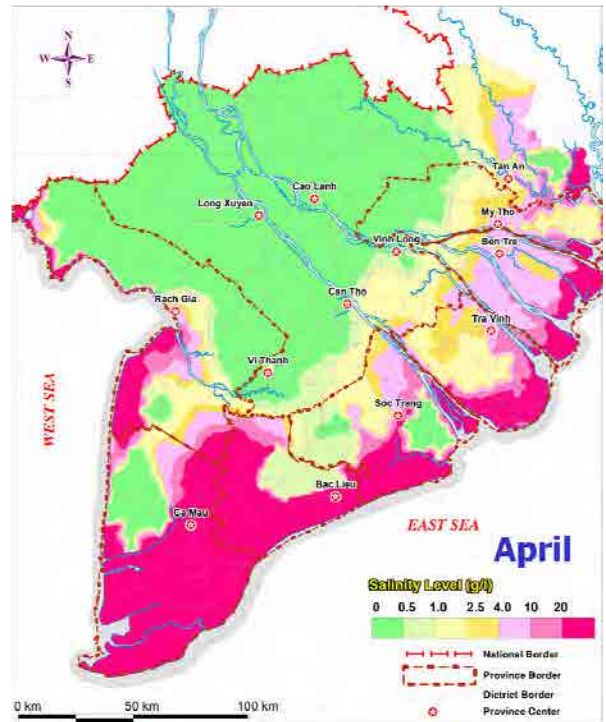 N
W E
S
Tan An
Cao Lanh
Long Xuyen
My Tho
Vinh Long
Ben Tre
Can Tho
Rach Gia
Tra Vinh
Vi Thanh
WEST SEA
Soc Trang
Bac Lieu
Ca Mau
EAST SEA
April
Salinity Level (g/l)
0 0.5 1.0 2.5 4.0 10 20
National Border
Province Border
District Border
Province Center
0 km 50 km 100 km